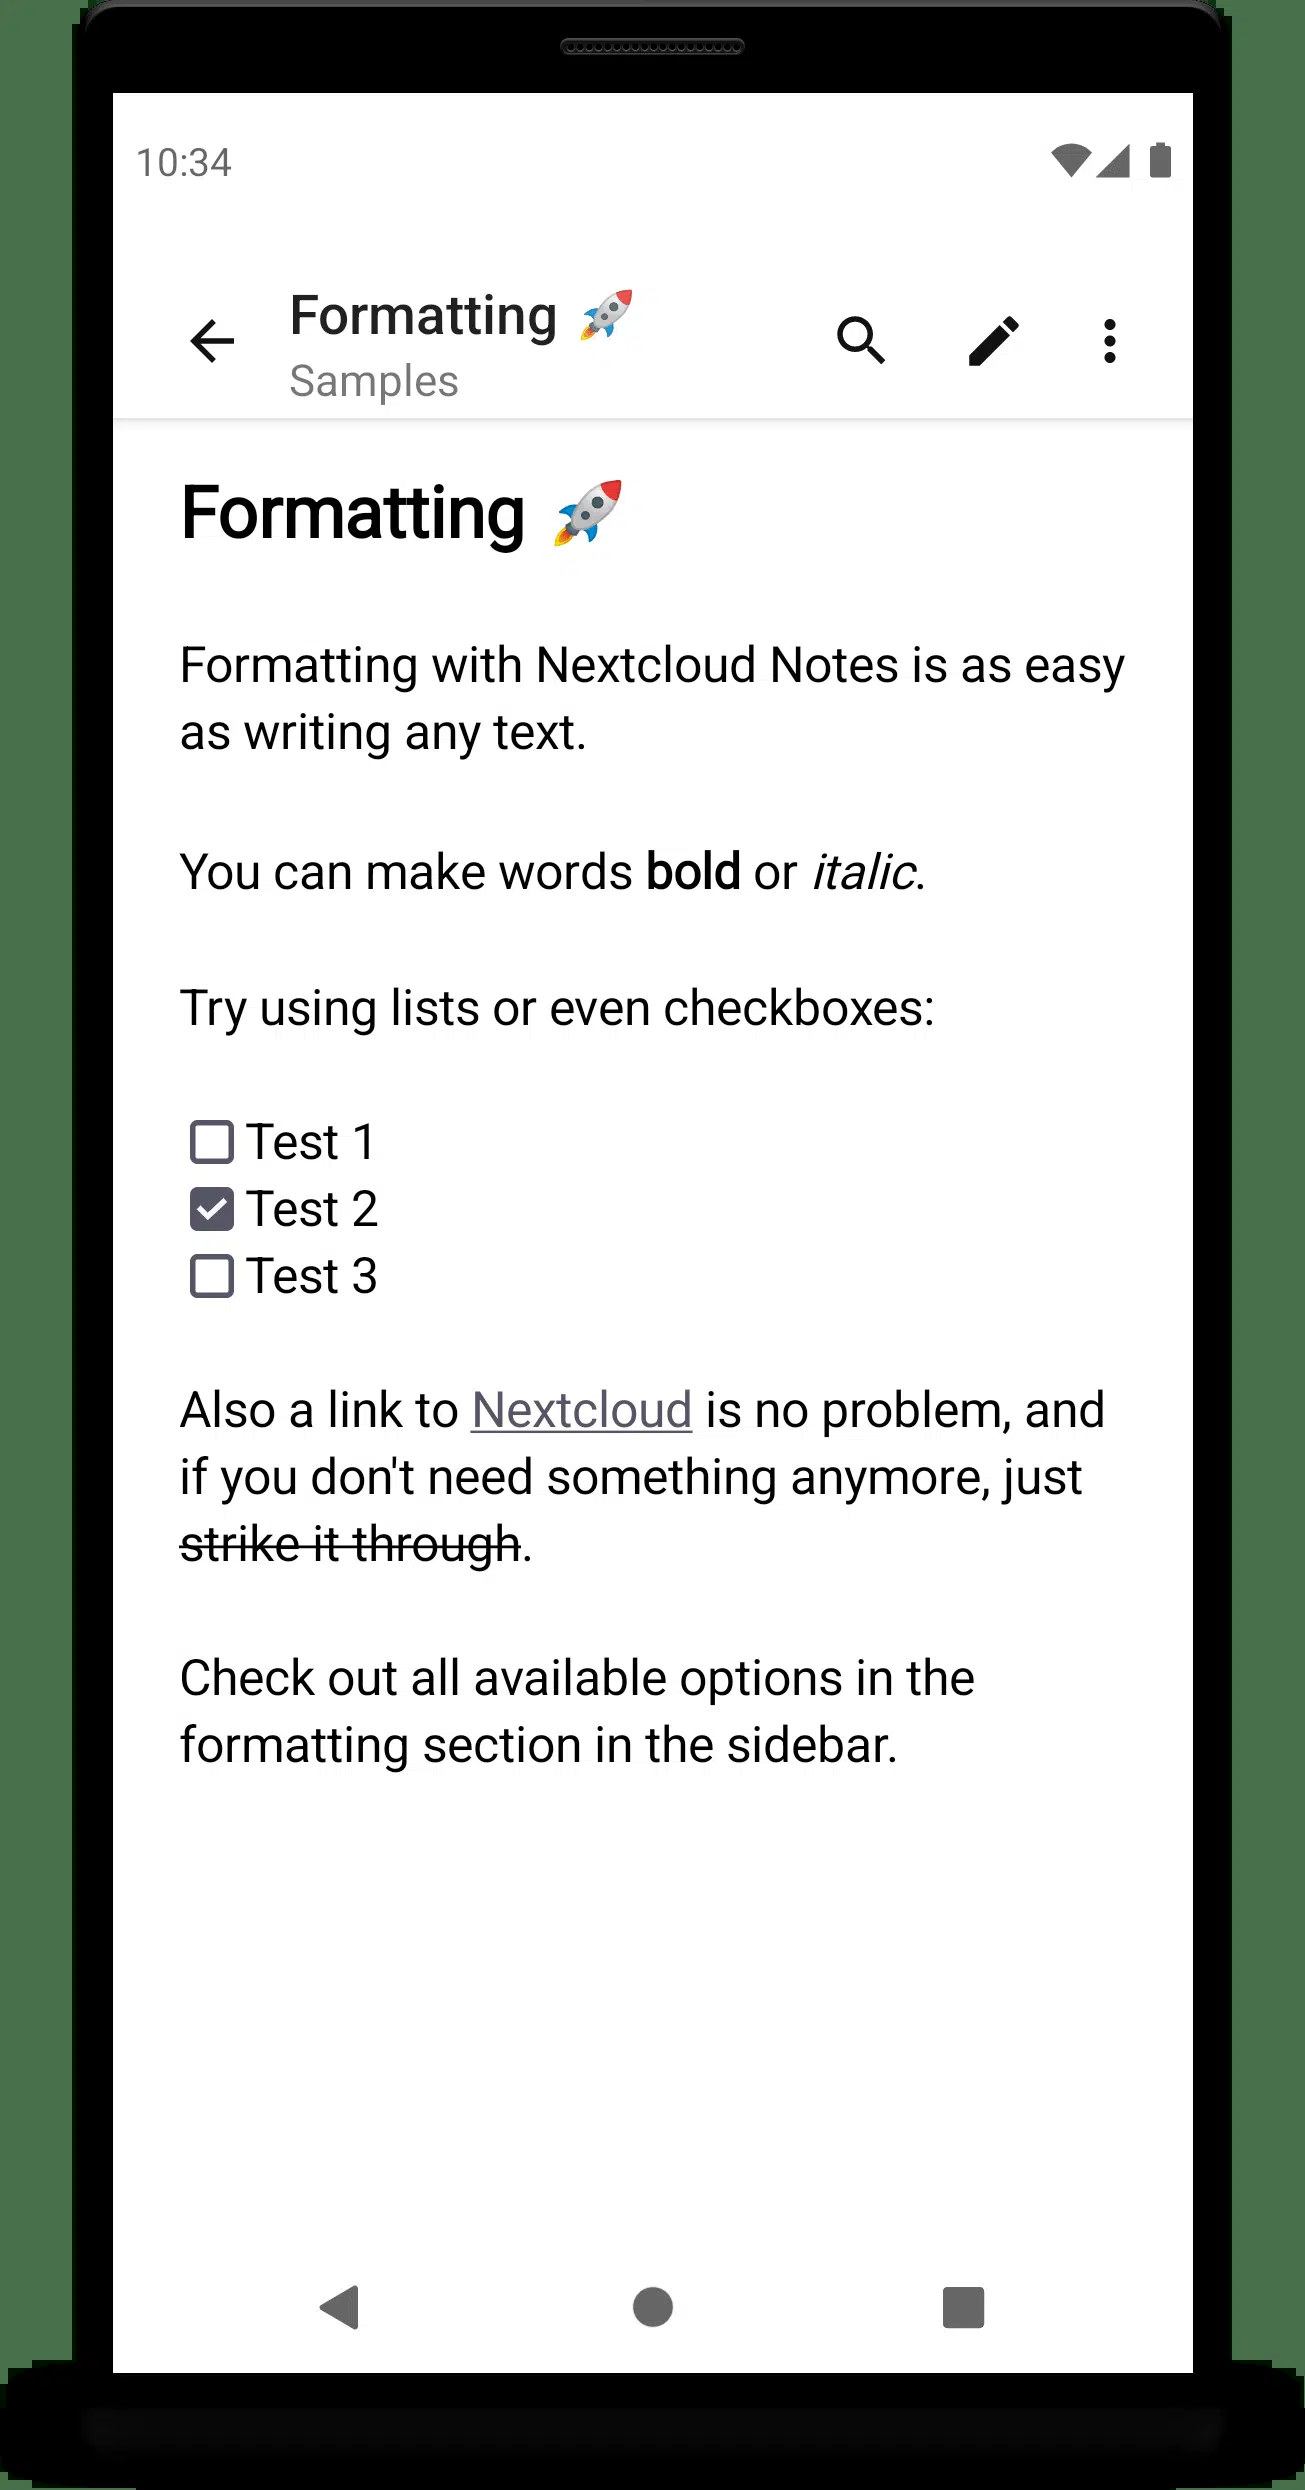 10:34
Formatting 🚀
Samples
Formatting 🚀
Formatting with Nextcloud Notes is as easy
as writing any text.
You can make words bold or italic.
Try using lists or even checkboxes:
Test 1
Test 2
Test 3
Also a link to Nextcloud is no problem, and
if you don't need something anymore, just
strike it through.
Check out all available options in the
formatting section in the sidebar.